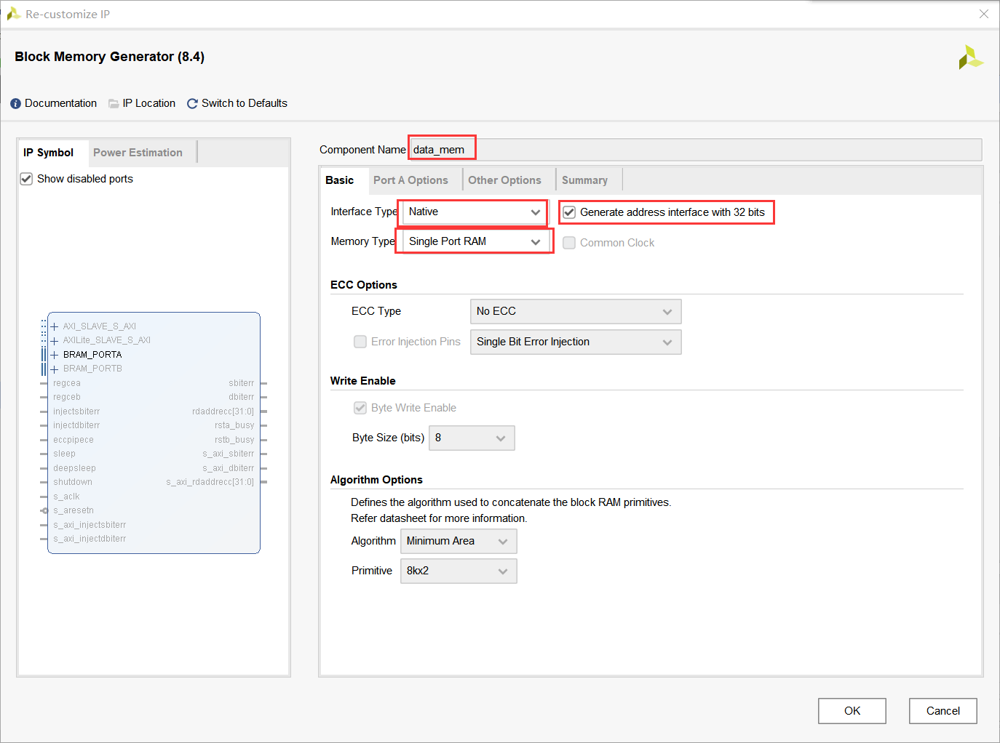 Re-customize IP
Block Memory Generator (8.4)
Documentation IP Location Switch to Defaults
IP Symbol Power Estimation
Show disabled ports
AXI_SLAVE_S_AXI
AXILite_SLAVE_S_AXI
BRAM_PORTA
BRAM_PORTB
regcea sbiterr
regceb dbiterr
injectsbiterr rdaddrecc[31:0]
injectdbiterr rsta_busy
eccpipece rstb_busy
sleep s_axi_sbiterr
deepsleep s_axi_dbiterr
shutdown s_axi_rdaddrecc[31:0]
s_aclk
s_aresetn
s_axi_injectsbiterr
s_axi_injectdbiterr
Component Name data_mem
Basic Port A Options Other Options Summary
Interface Type Native Generate address interface with 32 bits
Memory Type Single Port RAM Common Clock
ECC Options
ECC Type No ECC
Error Injection Pins Single Bit Error Injection
Write Enable
Byte Write Enable
Byte Size (bits) 8
Algorithm Options
Defines the algorithm used to concatenate the block RAM primitives.
Refer datasheet for more information.
Algorithm Minimum Area
Primitive 8kx2
OK Cancel